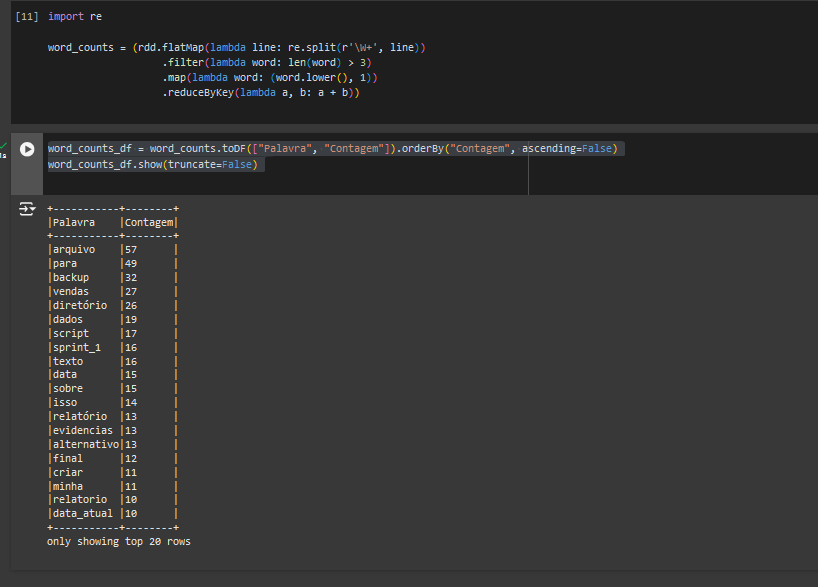 [11] import re
word_counts = (rdd.flatMap(lambda line: re.split(r'\W+', line))
.filter(lambda word: len(word) > 3)
.map(lambda word: (word.lower(), 1))
.reduceByKey(lambda a, b: a + b))
word_counts_df = word_counts.toDF(["Palavra", "Contagem"]).orderBy("Contagem", ascending=False)
word_counts_df.show(truncate=False)
+-----------+--------+
|Palavra    |Contagem|
+-----------+--------+
|arquivo    |57      |
|para       |49      |
|backup     |32      |
|vendas     |27      |
|diretório  |26      |
|dados      |19      |
|script     |17      |
|sprint_1   |16      |
|texto      |16      |
|data       |15      |
|sobre      |15      |
|isso       |14      |
|relatório  |13      |
|evidencias |13      |
|alternativo|13      |
|final      |12      |
|criar      |11      |
|minha      |11      |
|relatorio  |10      |
|data_atual |10      |
+-----------+--------+
only showing top 20 rows